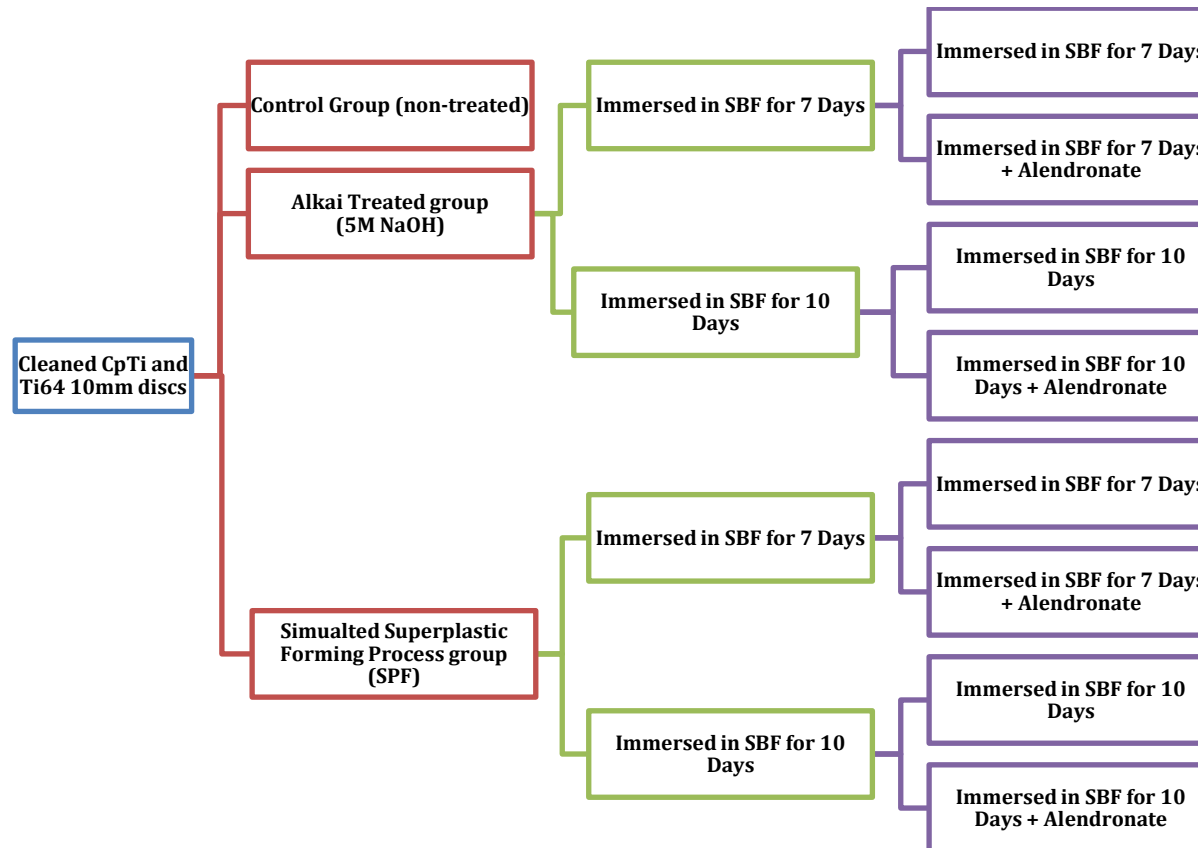 Cleaned CpTi and
Ti64 10mm discs
Control Group (non-treated)
Alkai Treated group
(5M NaOH)
Simualted Superplastic
Forming Process group
(SPF)
Immersed in SBF for 7 Days
Immersed in SBF for 10
Days
Immersed in SBF for 7 Days
Immersed in SBF for 10
Days
Immersed in SBF for 7 Days
Immersed in SBF for 7 Days
+ Alendronate
Immersed in SBF for 10
Days
Immersed in SBF for 10
Days + Alendronate
Immersed in SBF for 7 Days
Immersed in SBF for 7 Days
+ Alendronate
Immersed in SBF for 10
Days
Immersed in SBF for 10
Days + Alendronate